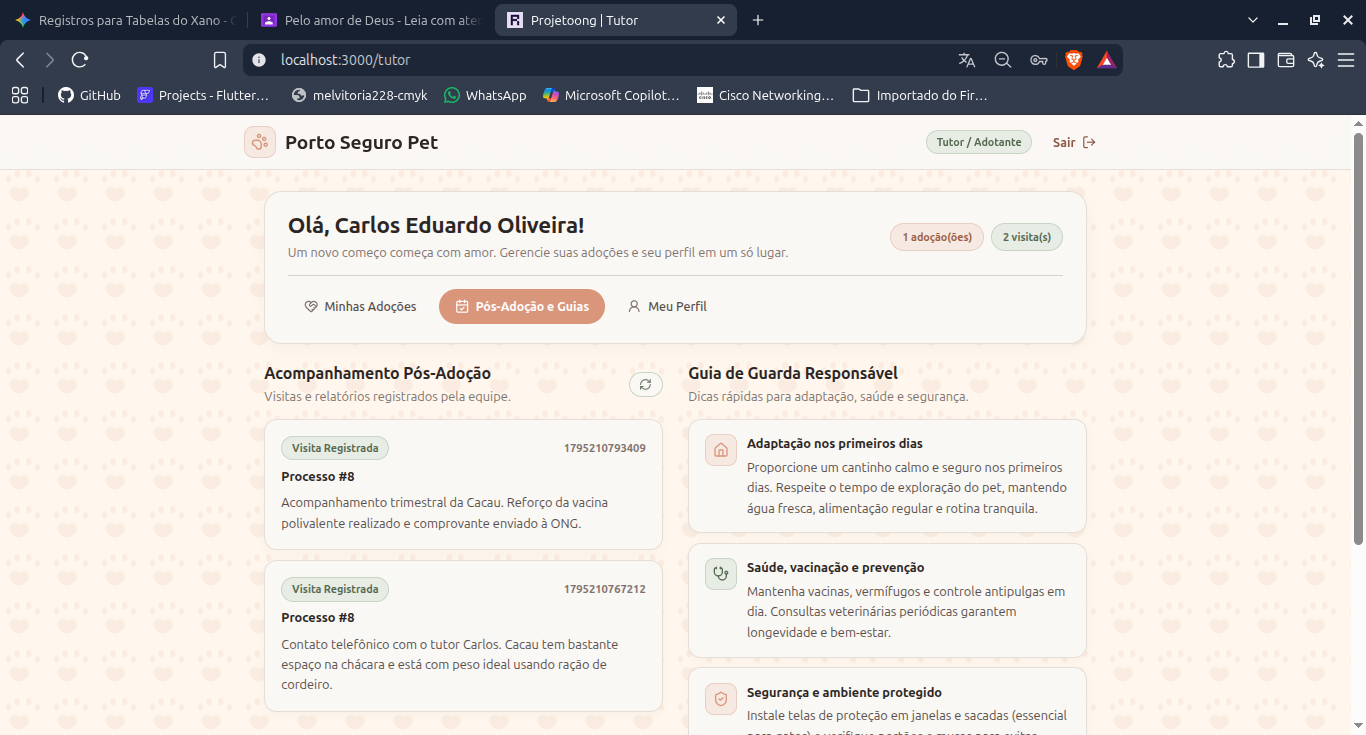 Registros para Tabelas do Xano - G
Pelo amor de Deus - Leia com aten
Projetoong | Tutor
localhost:3000/tutor
GitHub
Projects - Flutter...
melvitoria228-cmyk
WhatsApp
Microsoft Copilot...
Cisco Networking...
Importado do Fir...
Porto Seguro Pet
Tutor / Adotante
Sair
Olá, Carlos Eduardo Oliveira!
Um novo começo começa com amor. Gerencie suas adoções e seu perfil em um só lugar.
1 adoção(ões)
2 visita(s)
Minhas Adoções
Pós-Adoção e Guias
Meu Perfil
Acompanhamento Pós-Adoção
Visitas e relatórios registrados pela equipe.
Visita Registrada
1795210793409
Processo #8
Acompanhamento trimestral da Cacau. Reforço da vacina
polivalente realizado e comprovante enviado à ONG.
Visita Registrada
1795210767212
Processo #8
Contato telefônico com o tutor Carlos. Cacau tem bastante
espaço na chácara e está com peso ideal usando ração de
cordeiro.
Guia de Guarda Responsável
Dicas rápidas para adaptação, saúde e segurança.
Adaptação nos primeiros dias
Proporcione um cantinho calmo e seguro nos primeiros
dias. Respeite o tempo de exploração do pet, mantendo
água fresca, alimentação regular e rotina tranquila.
Saúde, vacinação e prevenção
Mantenha vacinas, vermífugos e controle antipulgas em
dia. Consultas veterinárias periódicas garantem
longevidade e bem-estar.
Segurança e ambiente protegido
Instale telas de proteção em janelas e sacadas (essencial